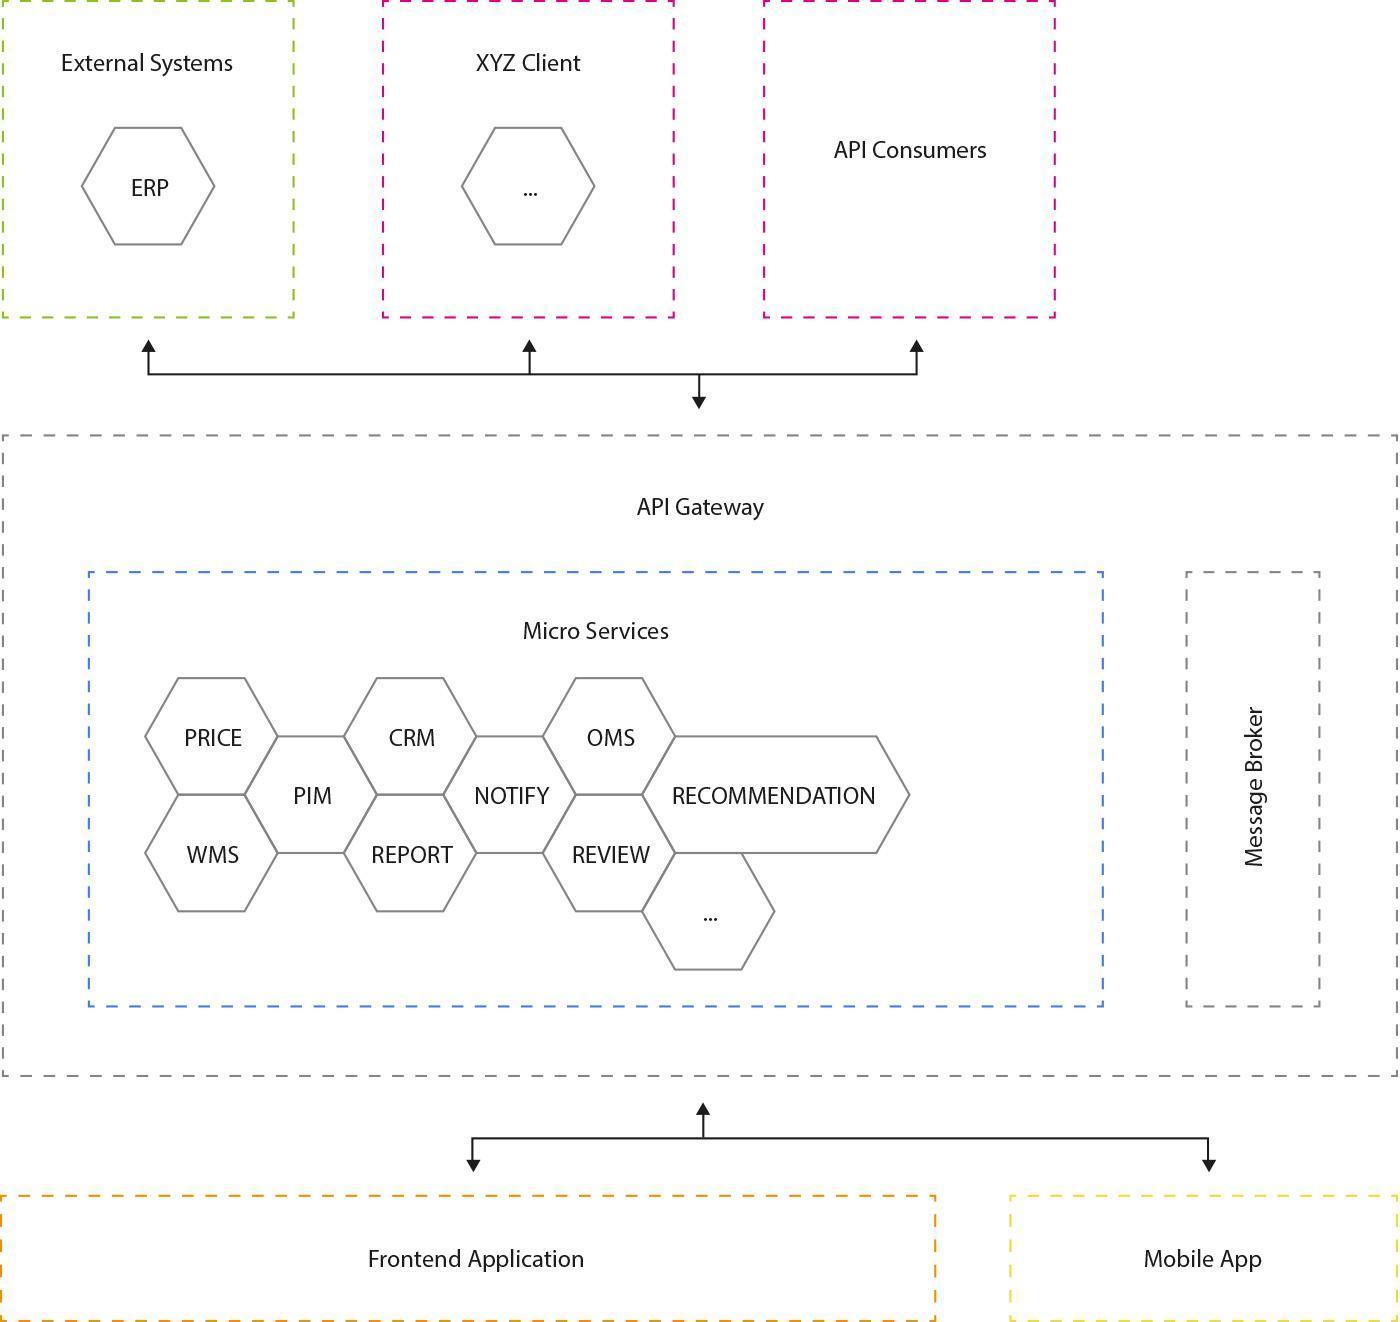 External Systems
XYZ Client
API Consumers
ERP
...
API Gateway
Micro Services
PRICE
CRM
OMS
PIM
NOTIFY
RECOMMENDATION
WMS
REPORT
REVIEW
...
Message Broker
Frontend Application
Mobile App